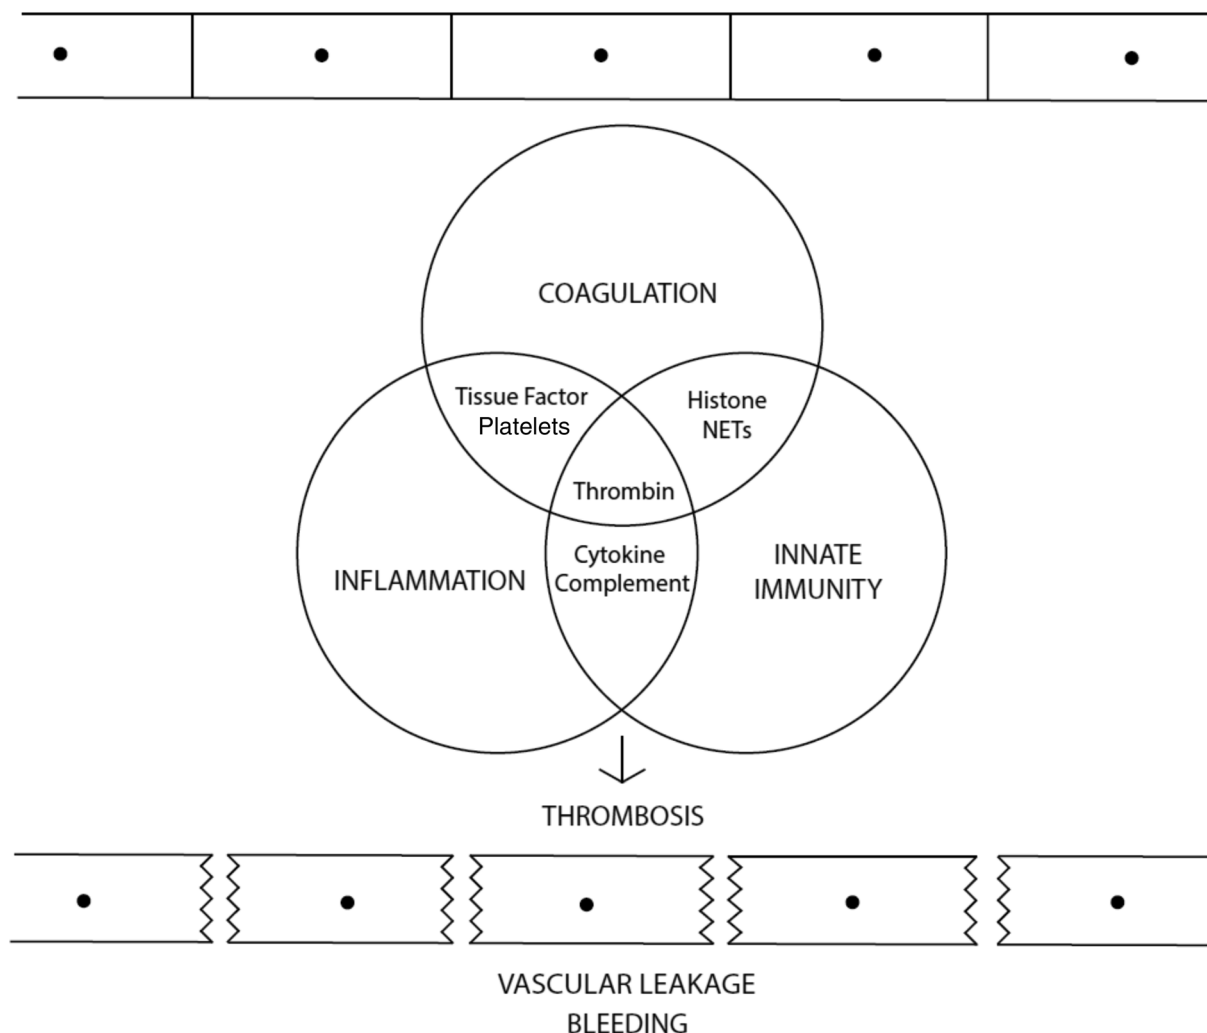 COAGULATION
Tissue Factor
Platelets
Histone
NETs
Thrombin
INFLAMMATION
Cytokine
Complement
INNATE
IMMUNITY
THROMBOSIS
VASCULAR LEAKAGE
BLEEDING